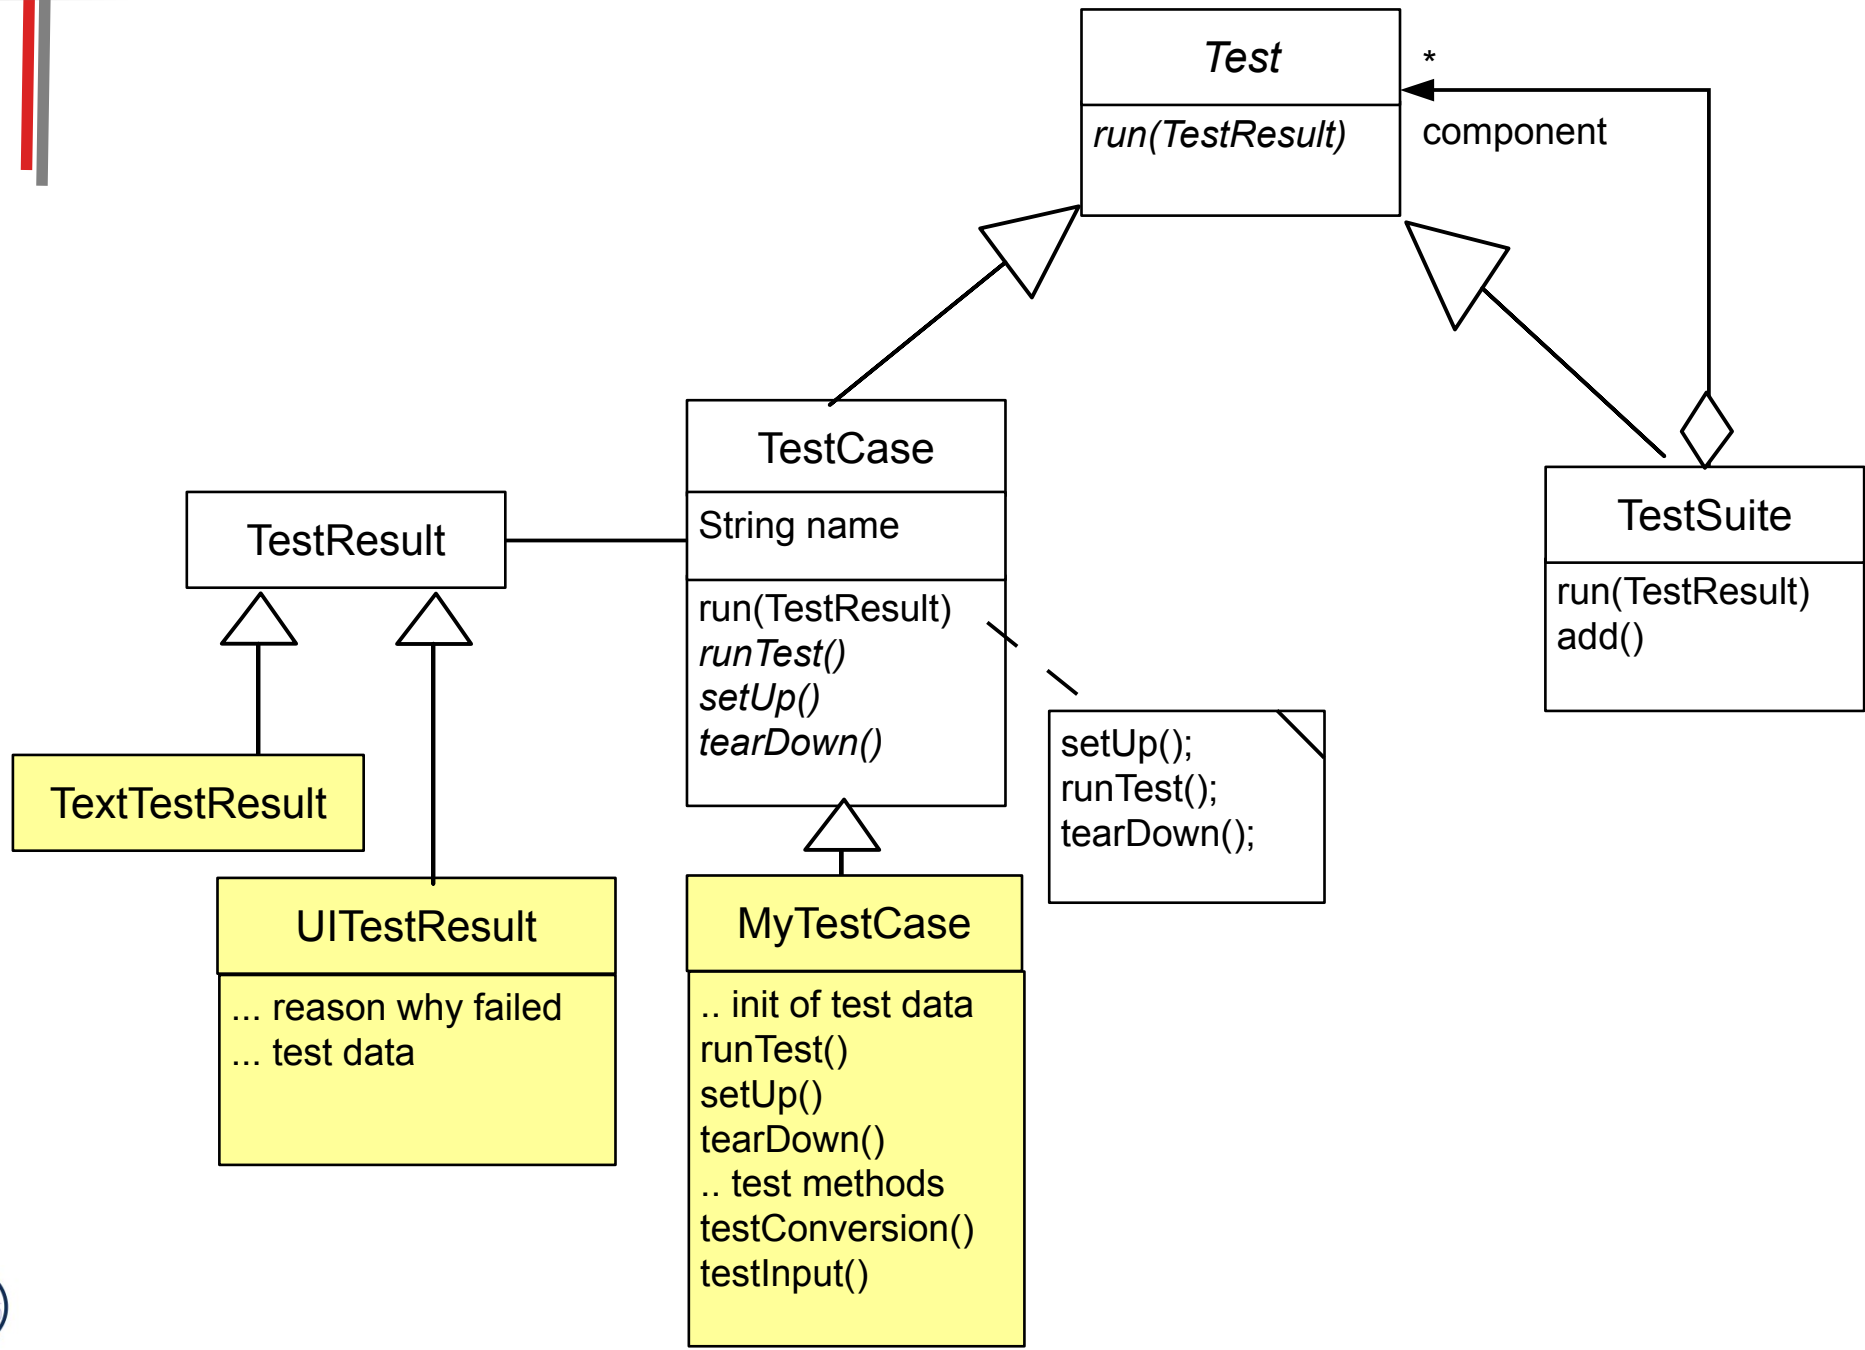 Test
run(TestResult)
*
component
TestCase
String name
run(TestResult)
runTest()
setUp()
tearDown()
TestResult
TestSuite
run(TestResult)
add()
setUp();
runTest();
tearDown();
TextTestResult
UITestResult
... reason why failed
... test data
MyTestCase
.. init of test data
runTest()
setUp()
tearDown()
.. test methods
testConversion()
testInput()